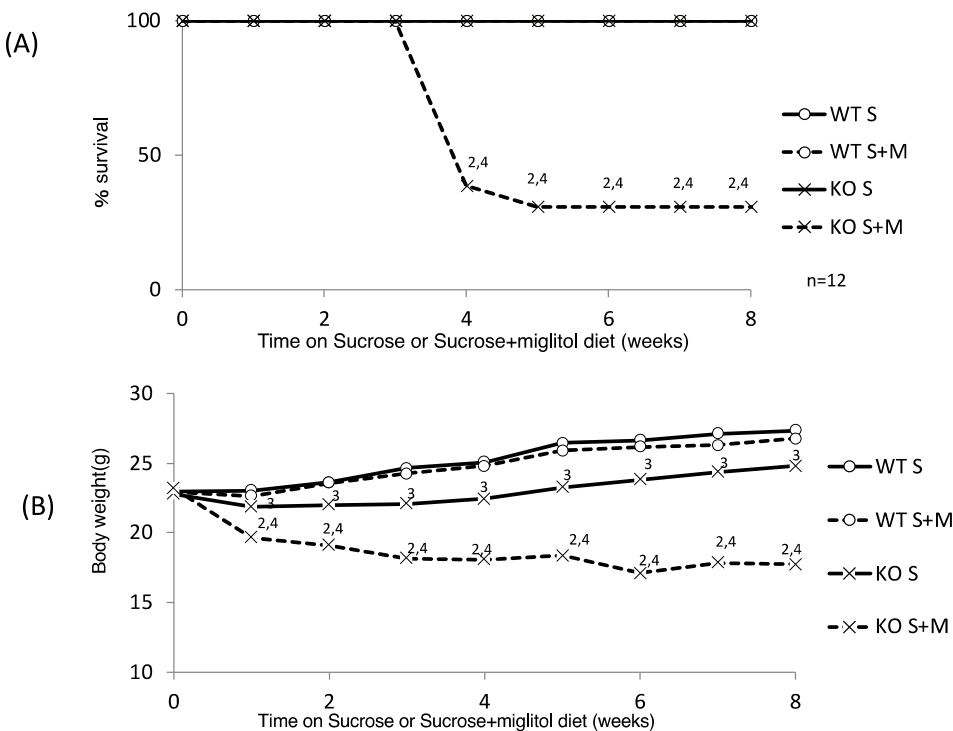 (A)
% survival
100
50
0
2,4
2,4
2,4
2,4
2,4
0 2 4 6 8
Time on Sucrose or Sucrose+miglitol diet (weeks)
WT S
WT S+M
KO S
KO S+M
n=12
(B)
Body weight(g)
30
25
20
15
10
3 3 3 3 3 3 3 3
2,4 2,4 2,4 2,4 2,4 2,4 2,4 2,4
0 2 4 6 8
Time on Sucrose or Sucrose+miglitol diet (weeks)
WT S
WT S+M
KO S
KO S+M